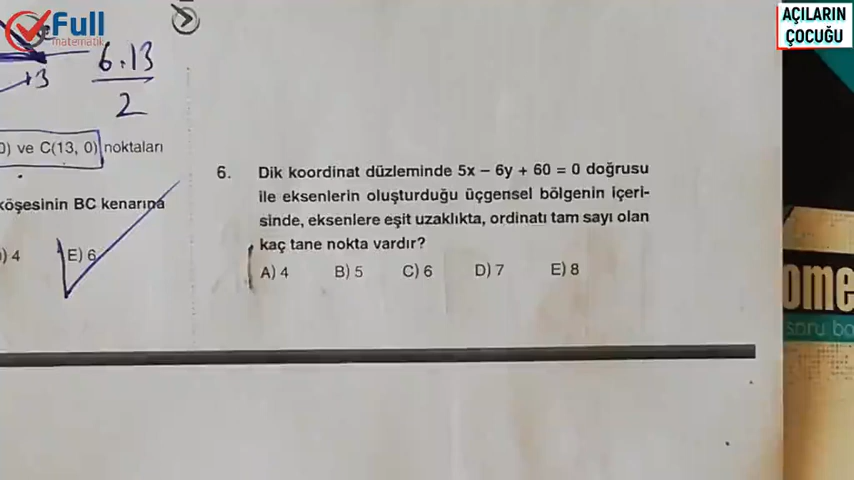 Full
matematik
AÇILARIN
ÇOCUĞU
+3
6.13
2
0) ve C(13, 0) noktaları
köşesinin BC kenarına
) 4
E) 6
6. Dik koordinat düzleminde 5x – 6y + 60 = 0 doğrusu
ile eksenlerin oluşturduğu üçgensel bölgenin içeri-
sinde, eksenlere eşit uzaklıkta, ordinatı tam sayı olan
kaç tane nokta vardır?
A) 4 B) 5 C) 6 D) 7 E) 8
ome
soru ba